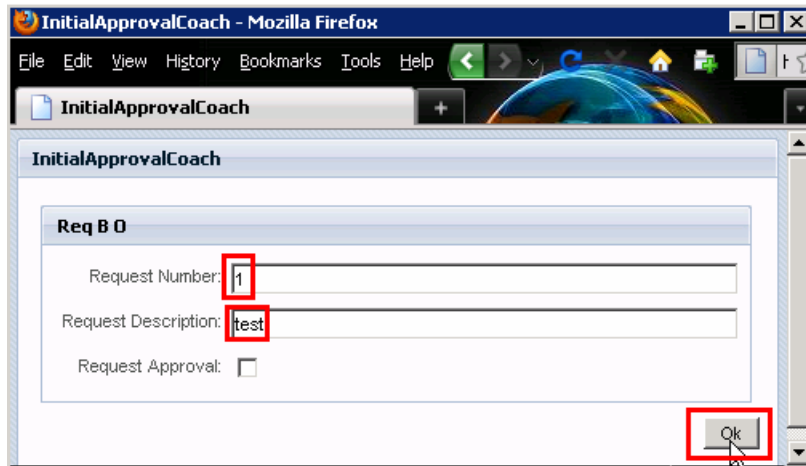 InitialApprovalCoach - Mozilla Firefox
File Edit View History Bookmarks Tools Help
InitialApprovalCoach
InitialApprovalCoach
Req B O
Request Number: 1
Request Description: test
Request Approval:
Ok